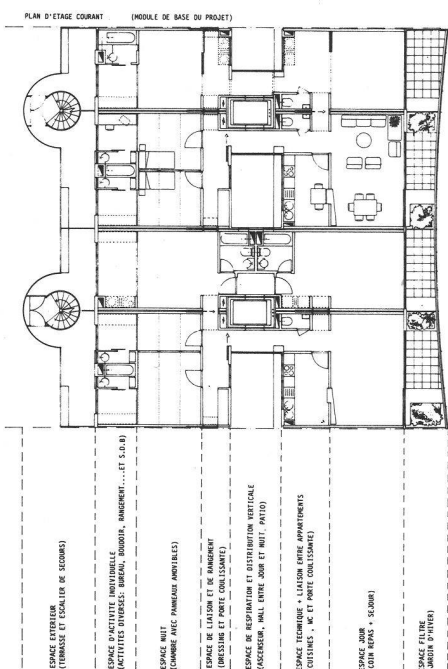 PLAN D'ETAGE COURANT (MODULE DE BASE DU PROJET)
ESPACE EXTERIEUR
(TERRASSE ET ESCALIER DE SECOURS)
ESPACE D'ACTIVITE INDIVIDUELLE
(ACTIVITES DIVERSES: BUREAU, BOUDOIR, RANGEMENT....ET S.D.B)
ESPACE NUIT
(CHAMBRE AVEC PANNEAUX AMOVIBLES)
ESPACE DE LIAISON ET DE RANGEMENT
(DRESSING ET PORTE COULISSANTE)
ESPACE DE RESPIRATION ET DISTRIBUTION VERTICALE
(ASCENSEUR, HALL ENTRE JOUR ET NUIT. PATIO)
ESPACE TECHNIQUE + LIAISON ENTRE APPARTEMENTS
(CUISINES . WC ET PORTE COULISSANTE)
ESPACE JOUR
(COIN REPAS + SEJOUR)
ESPACE FILTRE
(JARDIN D'HIVER)